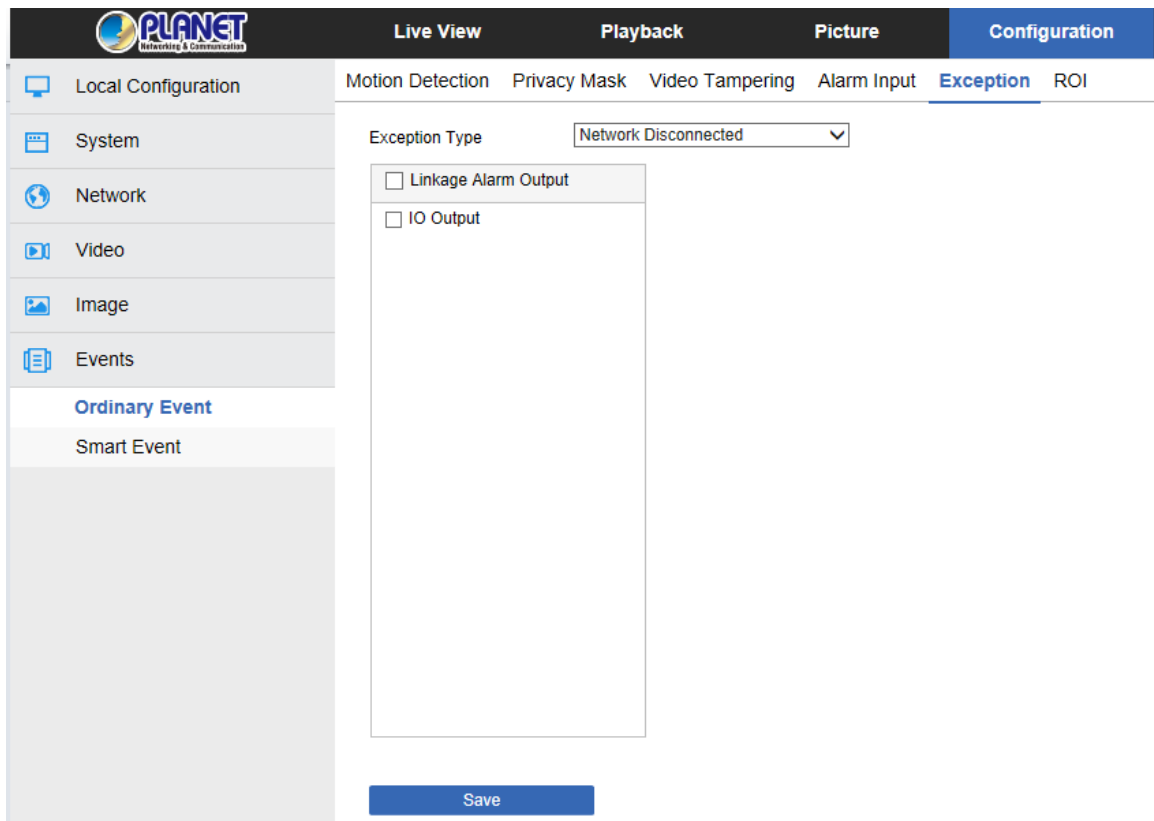 PLANET
Networking & Communication
Live View
Playback
Picture
Configuration
Local Configuration
System
Network
Video
Image
Events
Ordinary Event
Smart Event
Motion Detection
Privacy Mask
Video Tampering
Alarm Input
Exception
ROI
Exception Type
Network Disconnected
Linkage Alarm Output
IO Output
Save